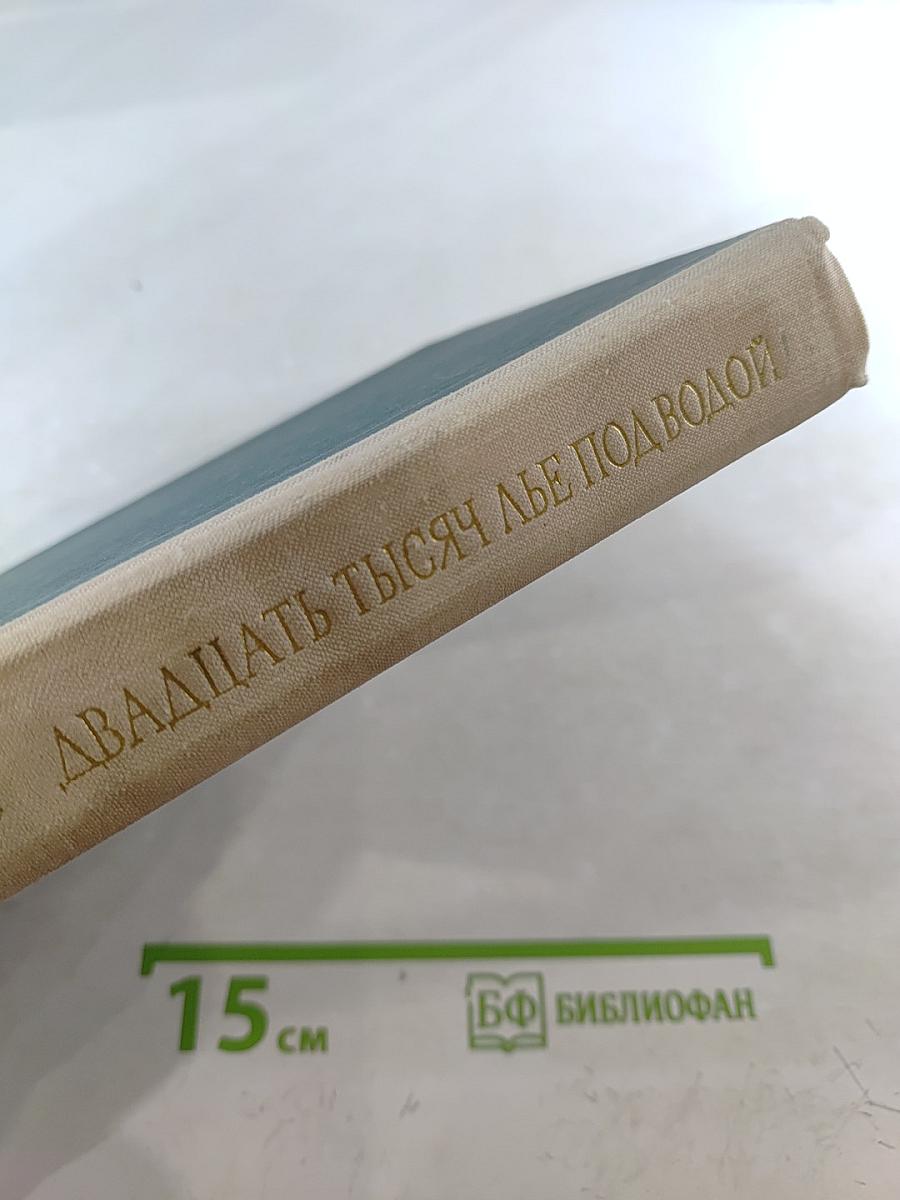 ДВАДЦАТЬ ТЫСЯЧ ЛЬЕ ПОД ВОДОЙ
15 см
БФ БИБЛИОФАН